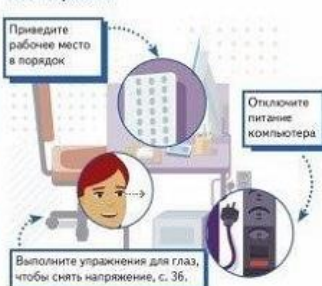 Приведите
рабочее место
в порядок
Отключите
питание
компьютера
Выполните упражнения для глаз,
чтобы снять напряжение, с. 36.